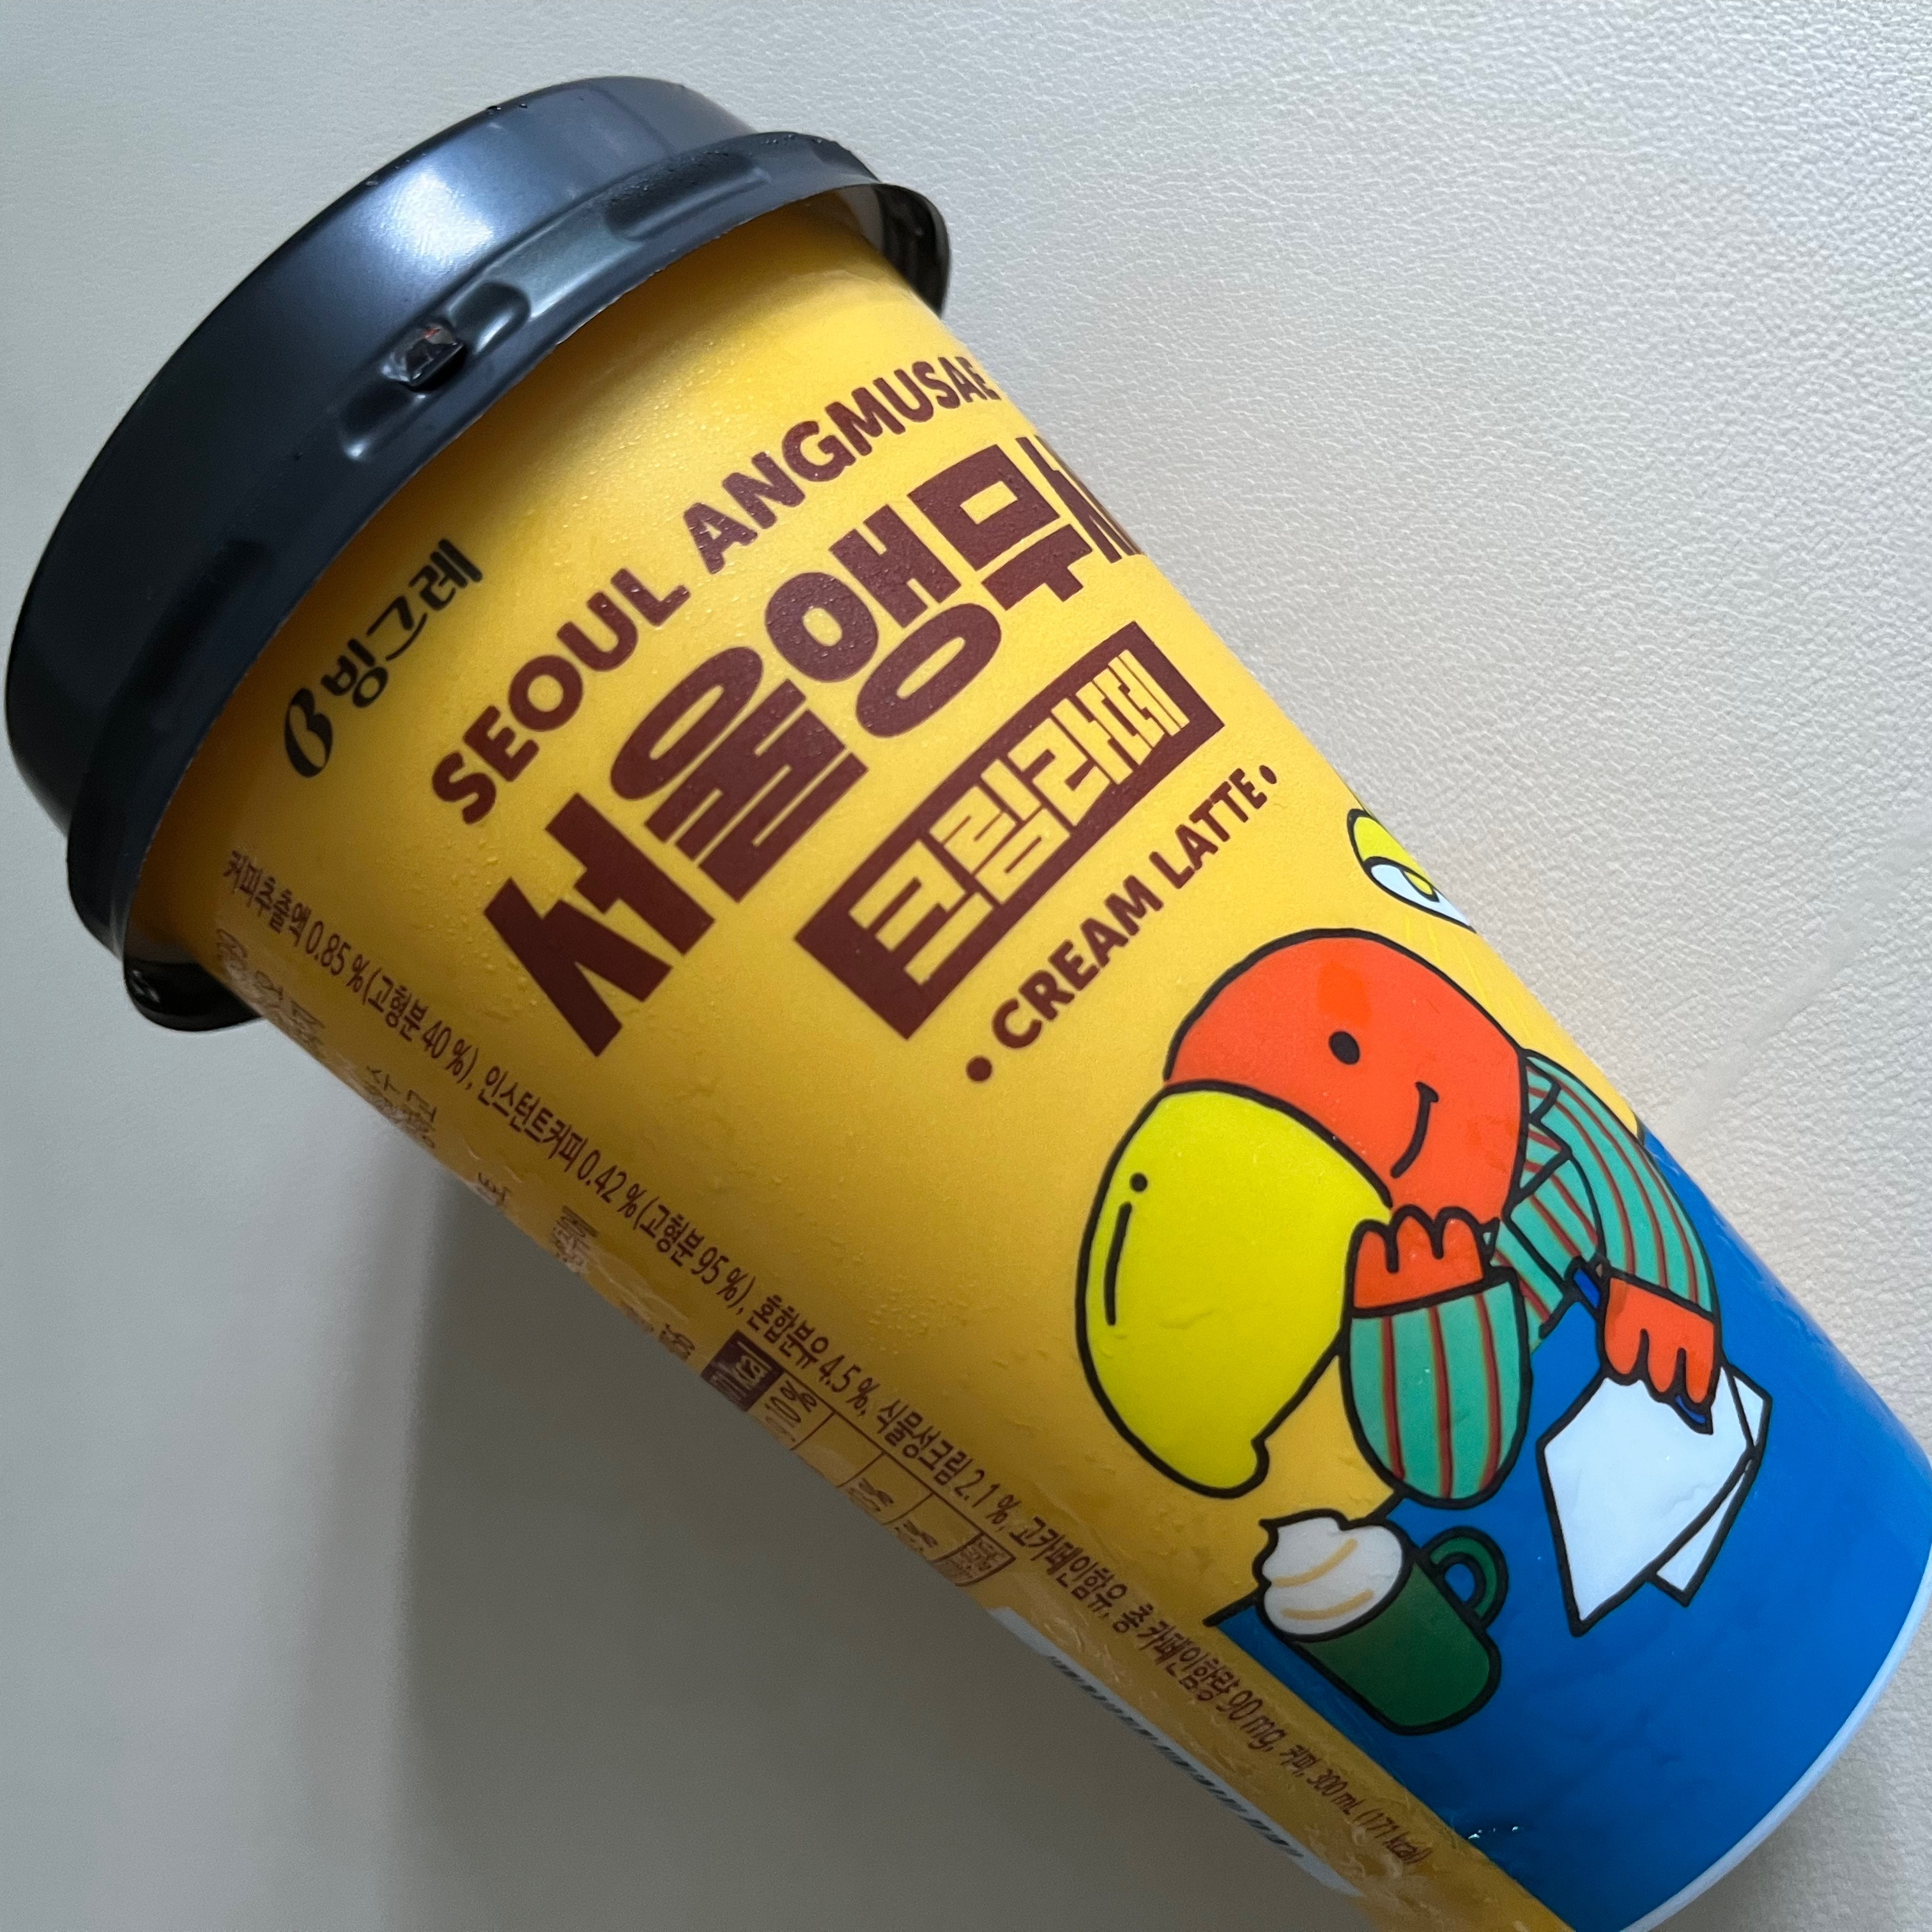 빙그레
SEOUL ANGMUSAE
서울앵무새
크림라떼
• CREAM LATTE •
커피추출액 0.85 % (고형분 40 %), 인스턴트커피 0.42 % (고형분 95 %), 혼합분유 4.5 %, 식물성크림 2.1 %, 고카페인함유, 총 카페인함량 90 mg, 커피, 300 mL (171 kcal)